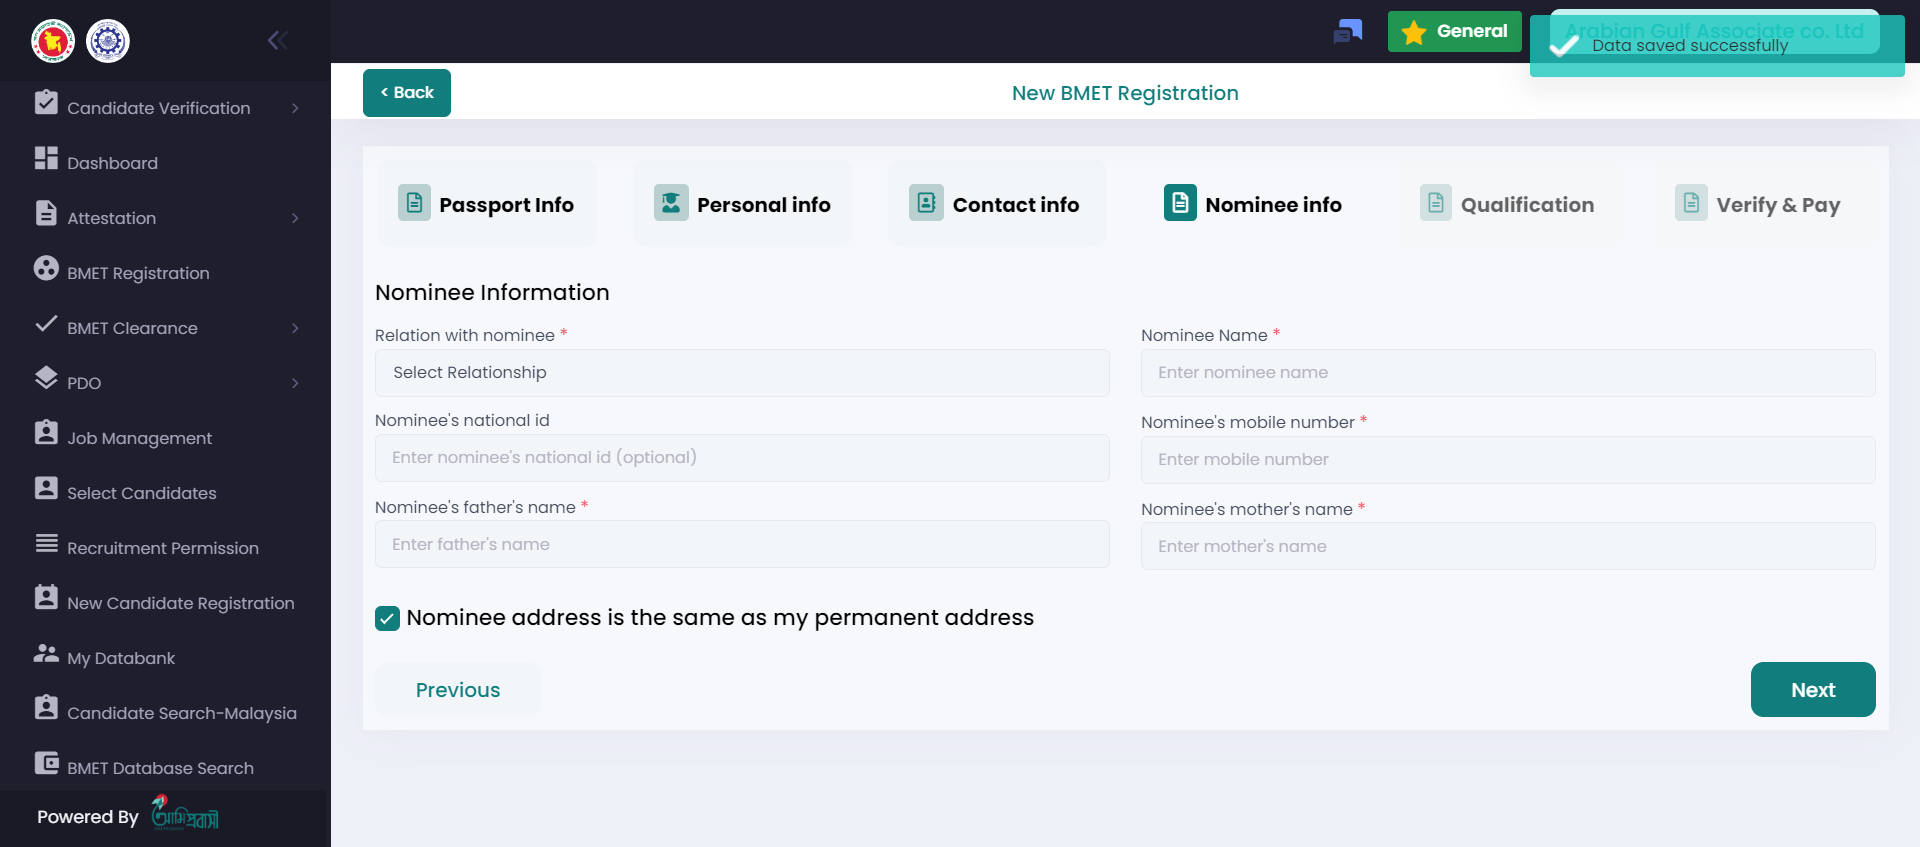 General
Arabian Gulf Associate co. Ltd
Data saved successfully
< Back
New BMET Registration
Candidate Verification
Dashboard
Attestation
BMET Registration
BMET Clearance
PDO
Job Management
Select Candidates
Recruitment Permission
New Candidate Registration
My Databank
Candidate Search-Malaysia
BMET Database Search
Powered By আমি প্রবাসী
Passport Info
Personal info
Contact info
Nominee info
Qualification
Verify & Pay
Nominee Information
Relation with nominee *
Select Relationship
Nominee Name *
Enter nominee name
Nominee's national id
Enter nominee's national id (optional)
Nominee's mobile number *
Enter mobile number
Nominee's father's name *
Enter father's name
Nominee's mother's name *
Enter mother's name
Nominee address is the same as my permanent address
Previous
Next